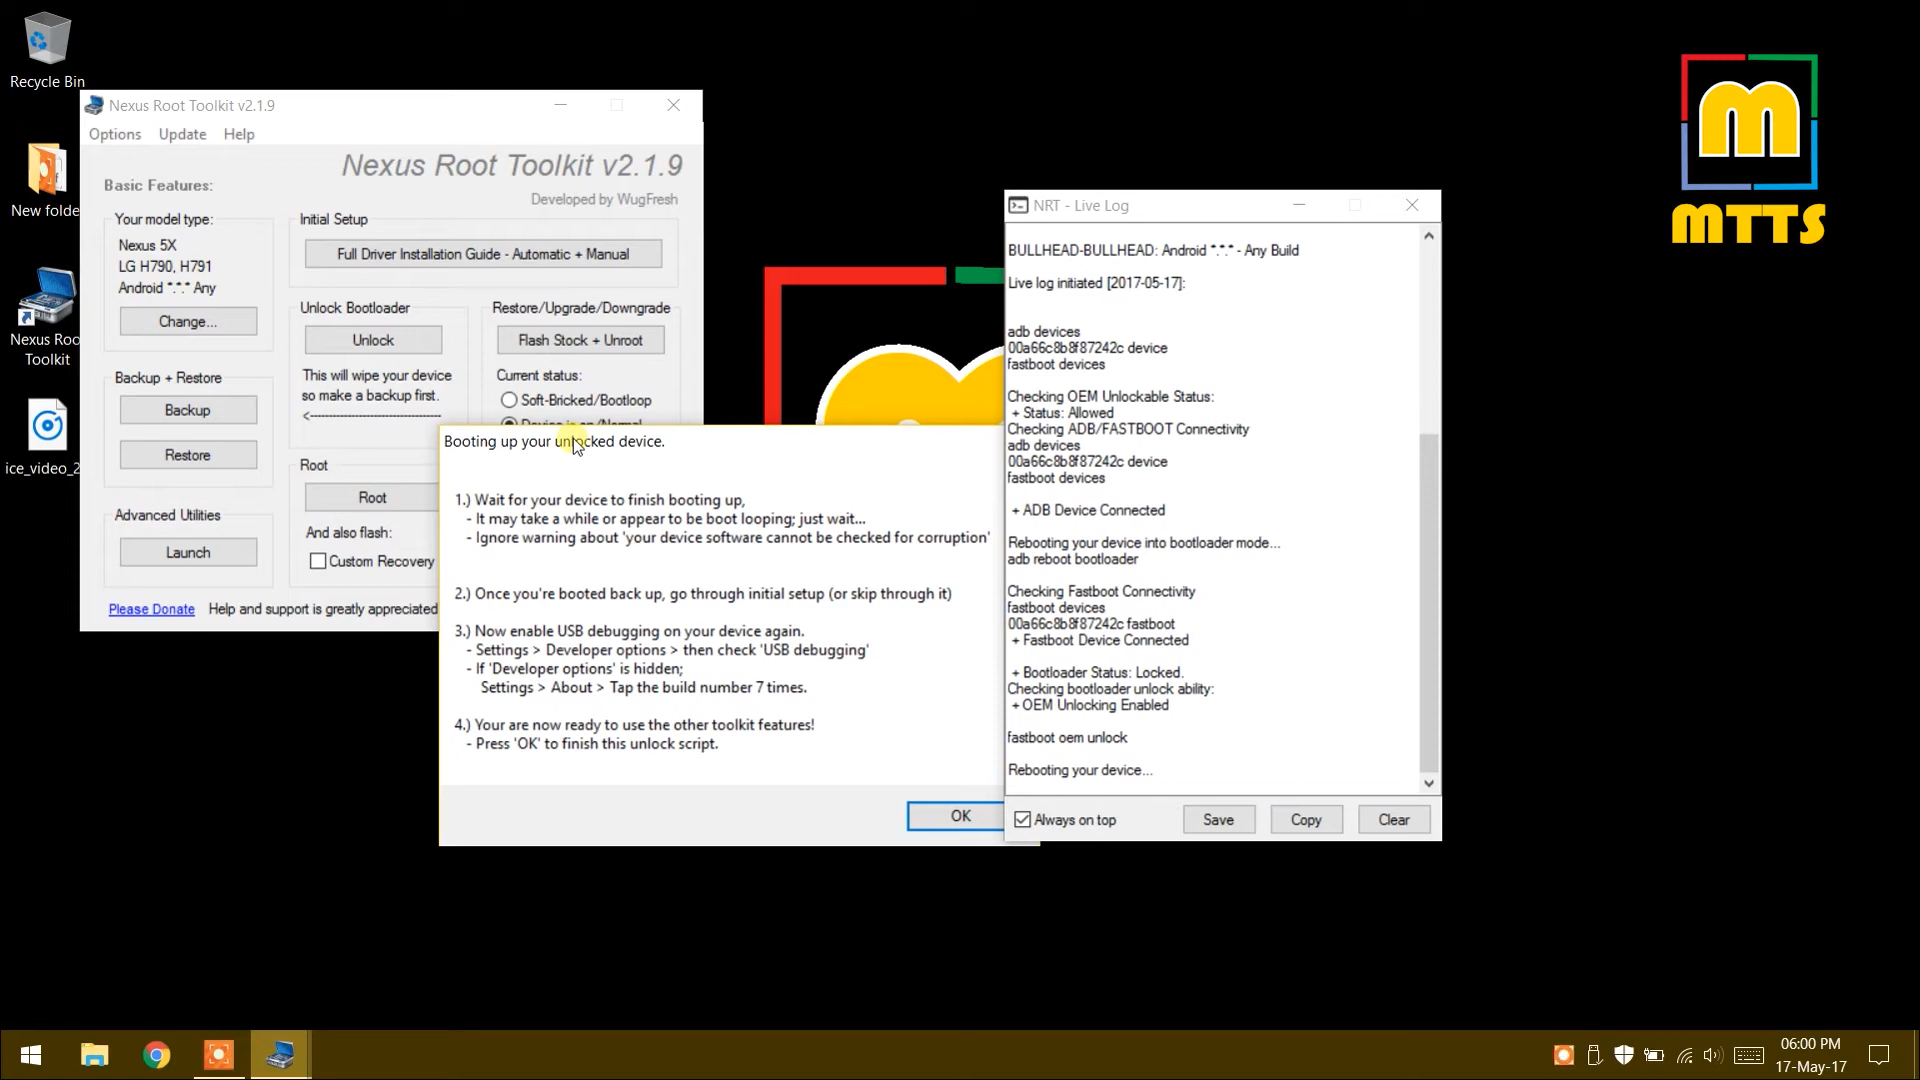 Recycle Bin
New folde
Nexus Roo
Toolkit
ice_video_2
Nexus Root Toolkit v2.1.9
Options Update Help
Nexus Root Toolkit v2.1.9
Developed by WugFresh
Basic Features:
Your model type:
Nexus 5X
LG H790, H791
Android *.*.* Any
Change...
Backup + Restore
Backup
Restore
Advanced Utilities
Launch
Please Donate Help and support is greatly appreciated
Initial Setup
Full Driver Installation Guide - Automatic + Manual
Unlock Bootloader
Unlock
This will wipe your device
so make a backup first.
<--------------------------------
Restore/Upgrade/Downgrade
Flash Stock + Unroot
Current status:
Soft-Bricked/Bootloop
Device is on/Normal
Root
Root
And also flash:
Custom Recovery
Booting up your unlocked device.
1.) Wait for your device to finish booting up,
- It may take a while or appear to be boot looping; just wait...
- Ignore warning about 'your device software cannot be checked for corruption'
2.) Once you're booted back up, go through initial setup (or skip through it)
3.) Now enable USB debugging on your device again.
- Settings > Developer options > then check 'USB debugging'
- If 'Developer options' is hidden;
Settings > About > Tap the build number 7 times.
4.) Your are now ready to use the other toolkit features!
- Press 'OK' to finish this unlock script.
OK
NRT - Live Log
BULLHEAD-BULLHEAD: Android *.*.* - Any Build
Live log initiated [2017-05-17]:
adb devices
00a66c8b8f87242c device
fastboot devices
Checking OEM Unlockable Status:
+ Status: Allowed
Checking ADB/FASTBOOT Connectivity
adb devices
00a66c8b8f87242c device
fastboot devices
+ ADB Device Connected
Rebooting your device into bootloader mode...
adb reboot bootloader
Checking Fastboot Connectivity
fastboot devices
00a66c8b8f87242c fastboot
+ Fastboot Device Connected
+ Bootloader Status: Locked.
Checking bootloader unlock ability:
+ OEM Unlocking Enabled
fastboot oem unlock
Rebooting your device...
Always on top
Save
Copy
Clear
m
MTTS
06:00 PM
17-May-17